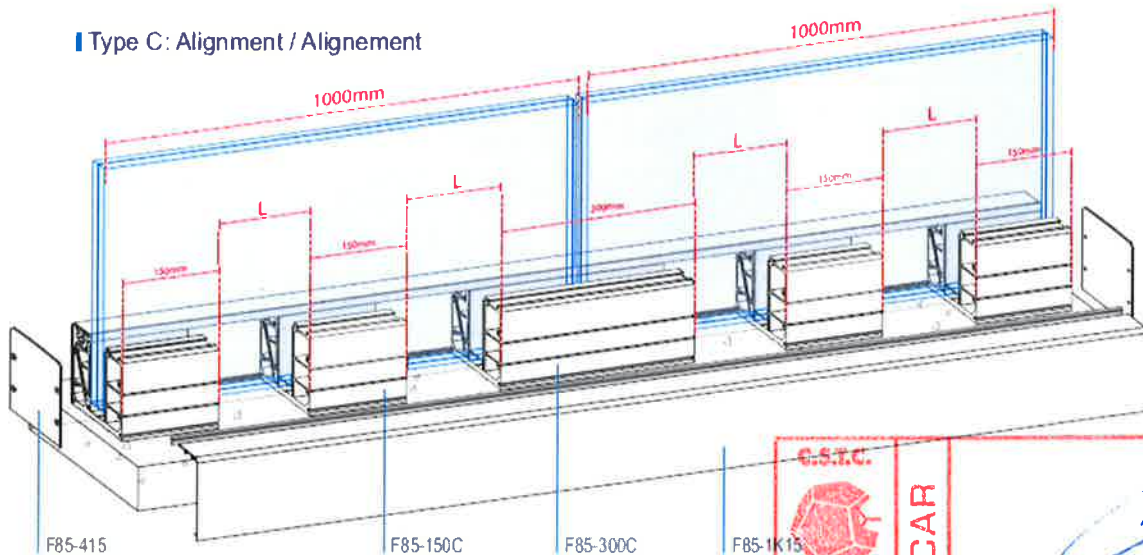 Type C: Alignment / Alignement
1000mm
1000mm
L
L
L
L
150mm
150mm
300mm
150mm
150mm
C.S.T.C.
CAR
F85-415
F85-150C
F85-300C
F85-1K15